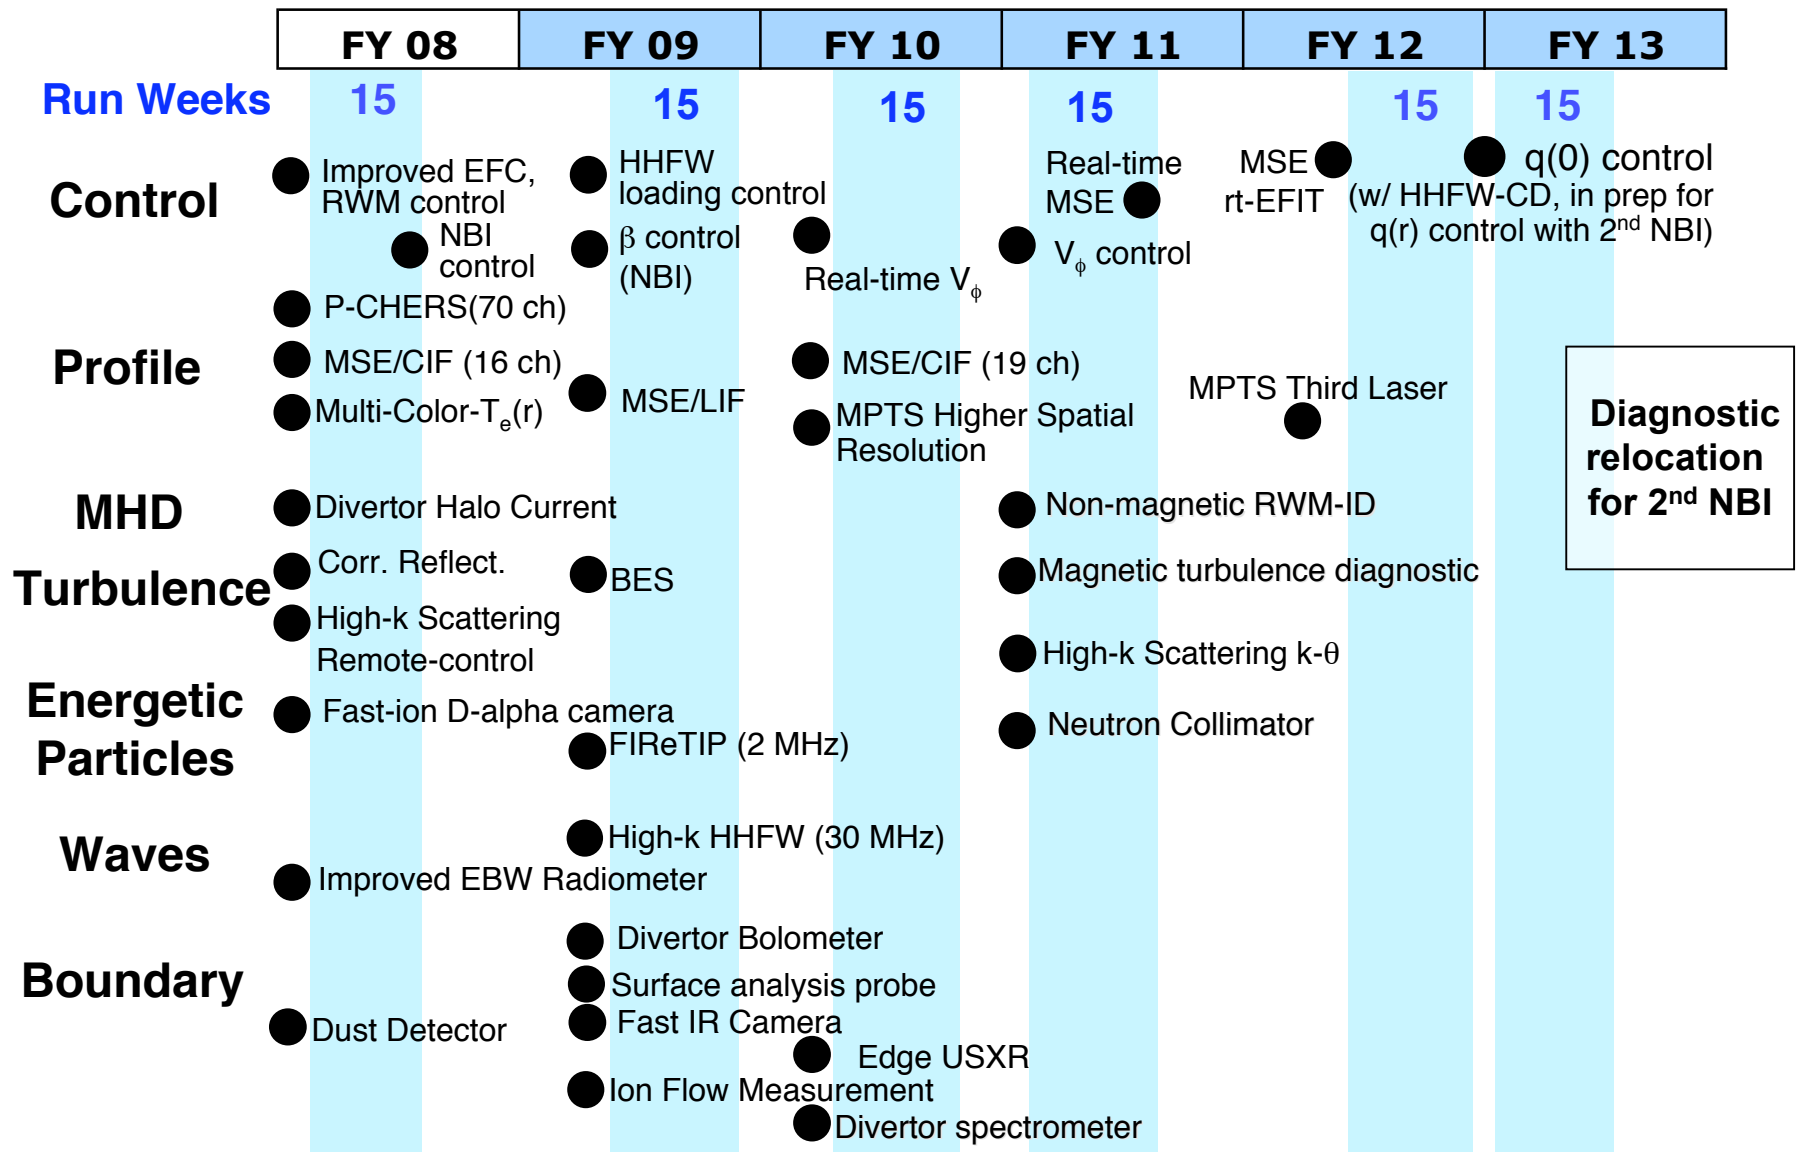 FY 08 FY 09 FY 10 FY 11 FY 12 FY 13
Run Weeks 15 15 15 15 15 15
Control
Improved EFC,
RWM control
NBI
control
HHFW
loading control
β control
(NBI)
Real-time Vϕ
Real-time
MSE
Vϕ control
MSE
rt-EFIT
q(0) control
(w/ HHFW-CD, in prep for
q(r) control with 2nd NBI)
Profile
P-CHERS(70 ch)
MSE/CIF (16 ch)
Multi-Color-Te(r)
MSE/LIF
MSE/CIF (19 ch)
MPTS Higher Spatial
Resolution
MPTS Third Laser
Diagnostic
relocation
for 2nd NBI
MHD
Divertor Halo Current
Non-magnetic RWM-ID
Turbulence
Corr. Reflect.
High-k Scattering
Remote-control
BES
Magnetic turbulence diagnostic
High-k Scattering k-θ
Energetic
Particles
Fast-ion D-alpha camera
FIReTIP (2 MHz)
Neutron Collimator
Waves
High-k HHFW (30 MHz)
Improved EBW Radiometer
Boundary
Divertor Bolometer
Surface analysis probe
Fast IR Camera
Dust Detector
Edge USXR
Ion Flow Measurement
Divertor spectrometer